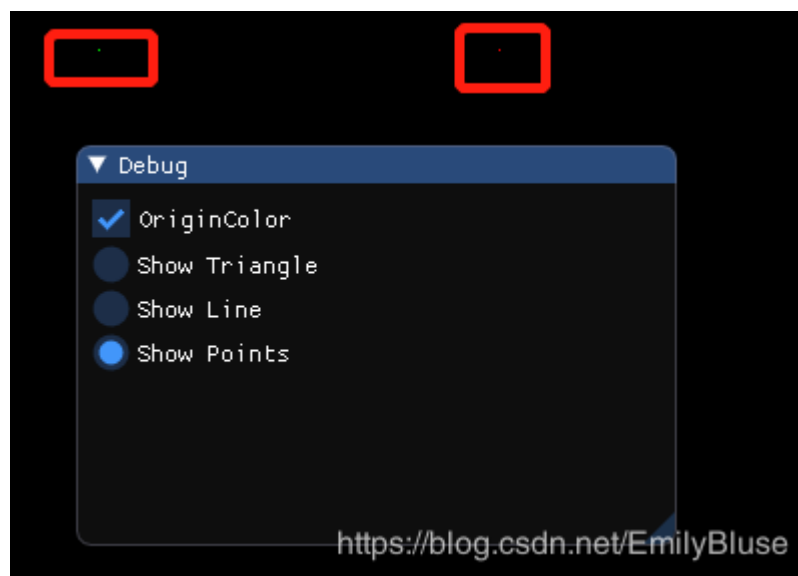 Debug
OriginColor
Show Triangle
Show Line
Show Points
https://blog.csdn.net/EmilyBluse